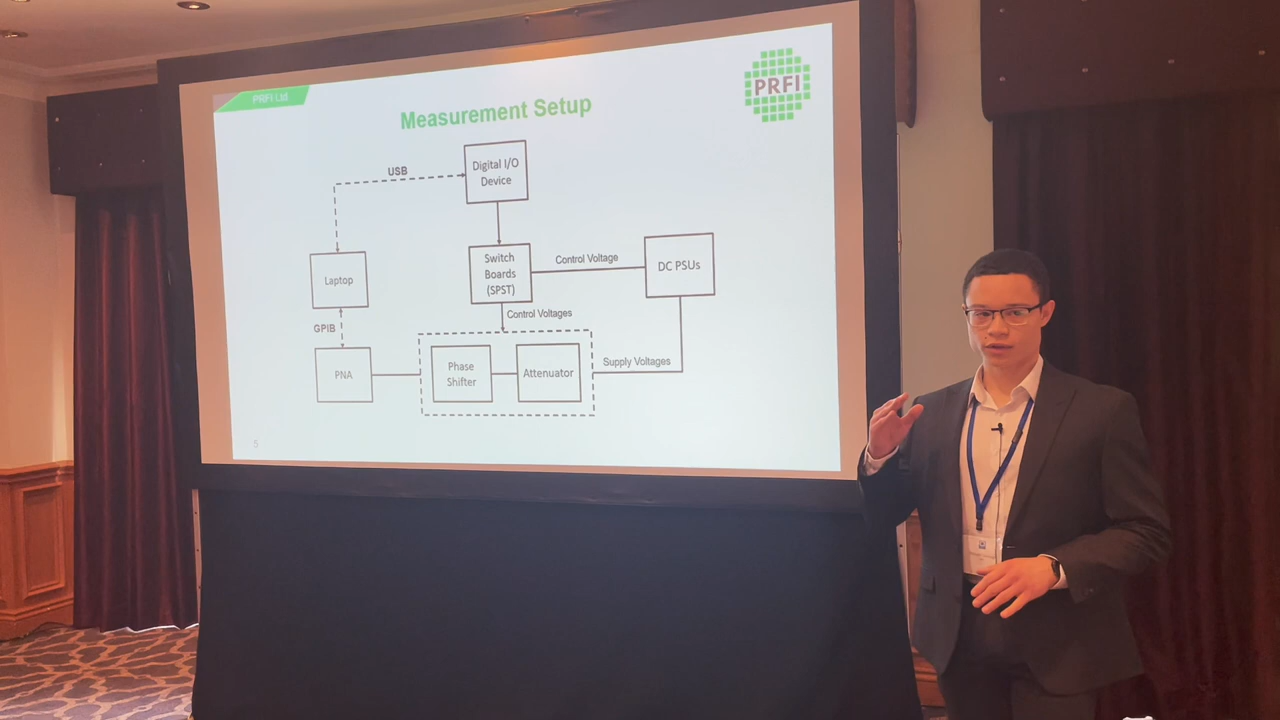 PRFI Ltd
PRFI
Measurement Setup
USB
Digital I/O
Device
Laptop
Switch
Boards
(SPST)
Control Voltage
DC PSUs
GPIB
Control Voltages
PNA
Phase
Shifter
Attenuator
Supply Voltages
5